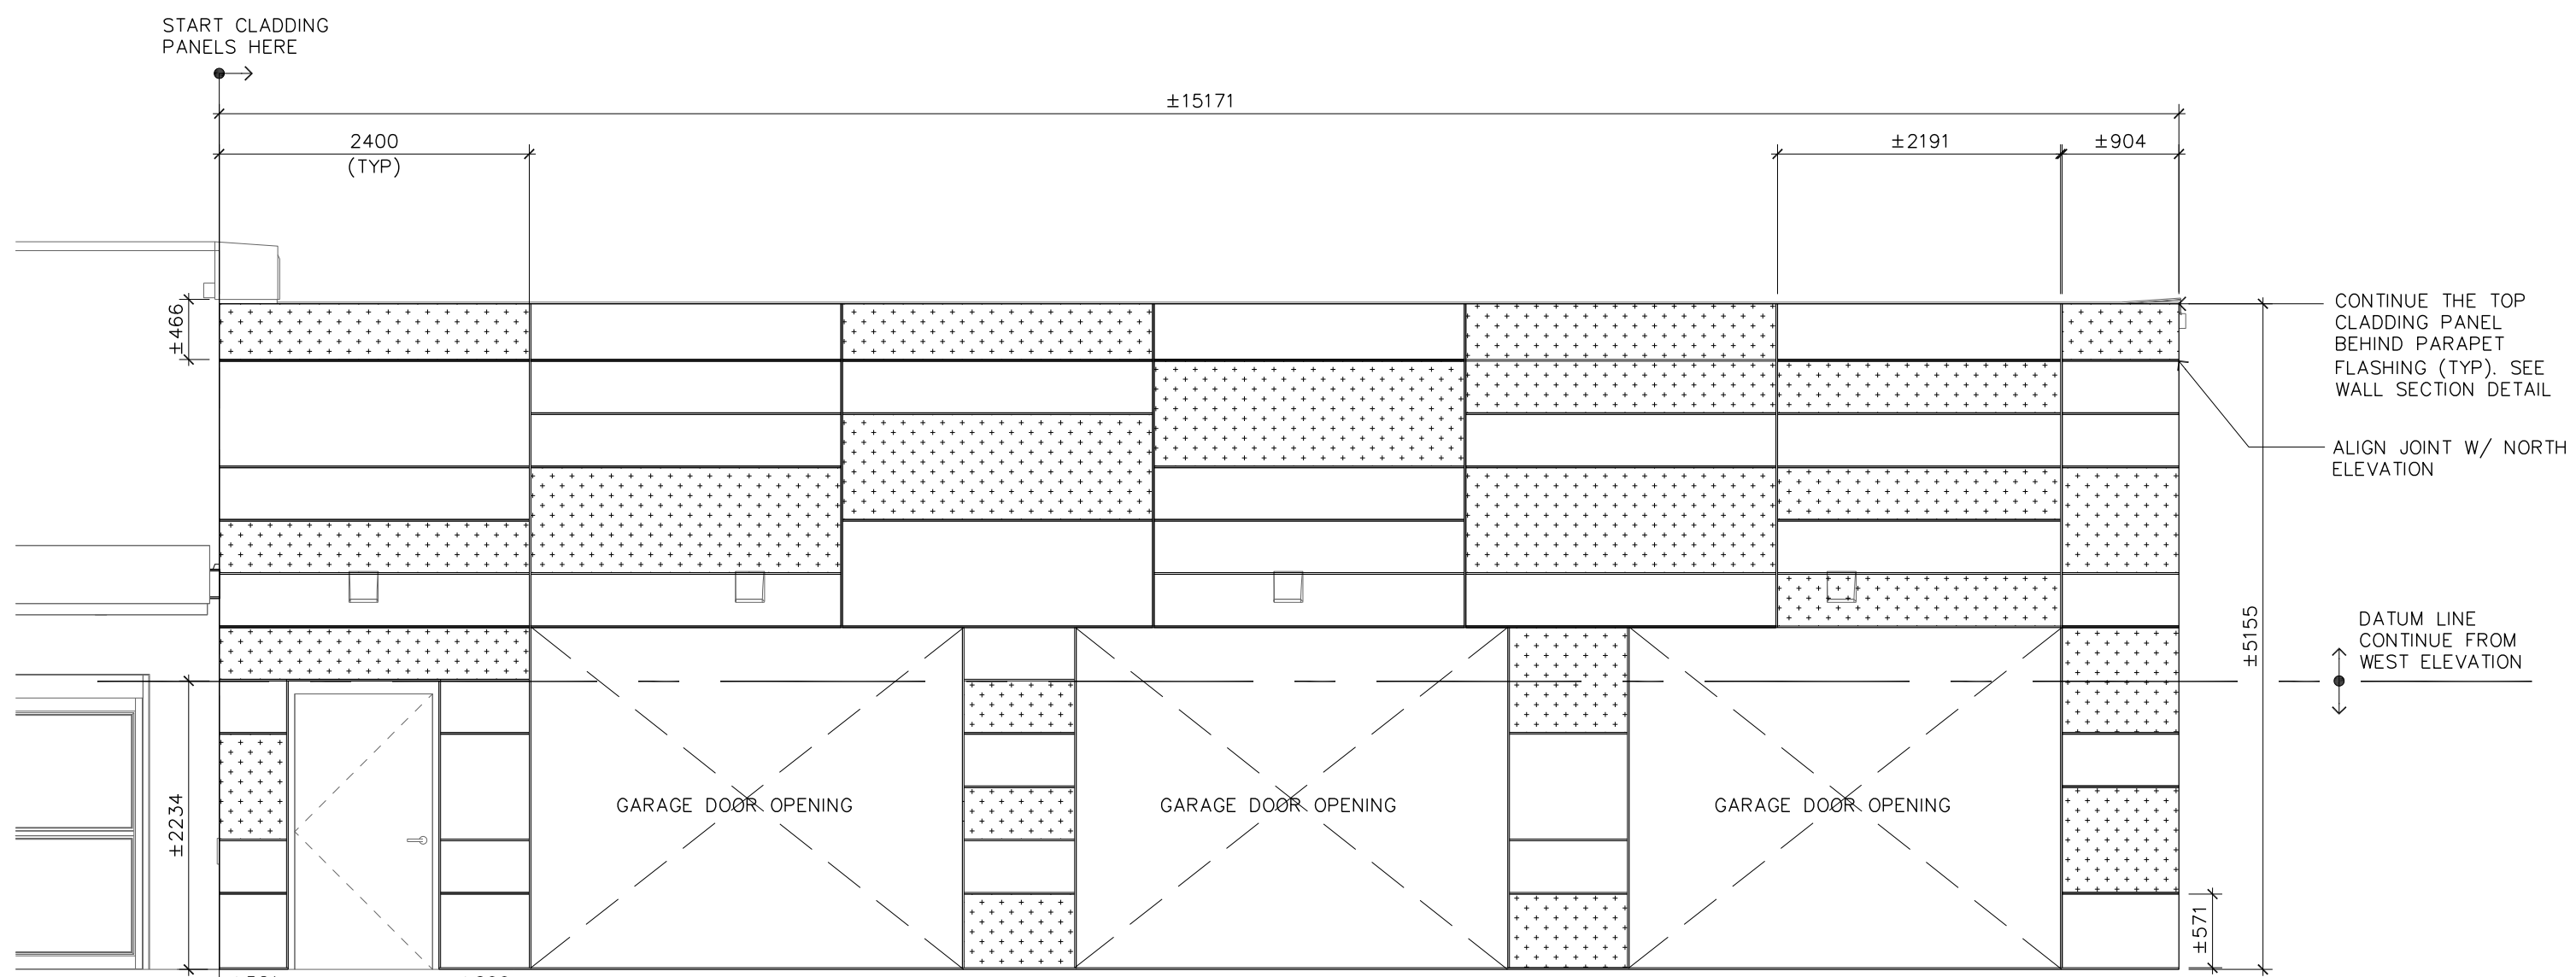 START CLADDING
PANELS HERE
±15171
2400
(TYP)
±2191
±904
±466
CONTINUE THE TOP
CLADDING PANEL
BEHIND PARAPET
FLASHING (TYP). SEE
WALL SECTION DETAIL
ALIGN JOINT W/ NORTH
ELEVATION
±5155
DATUM LINE
CONTINUE FROM
WEST ELEVATION
±2234
GARAGE DOOR OPENING
GARAGE DOOR OPENING
GARAGE DOOR OPENING
±571